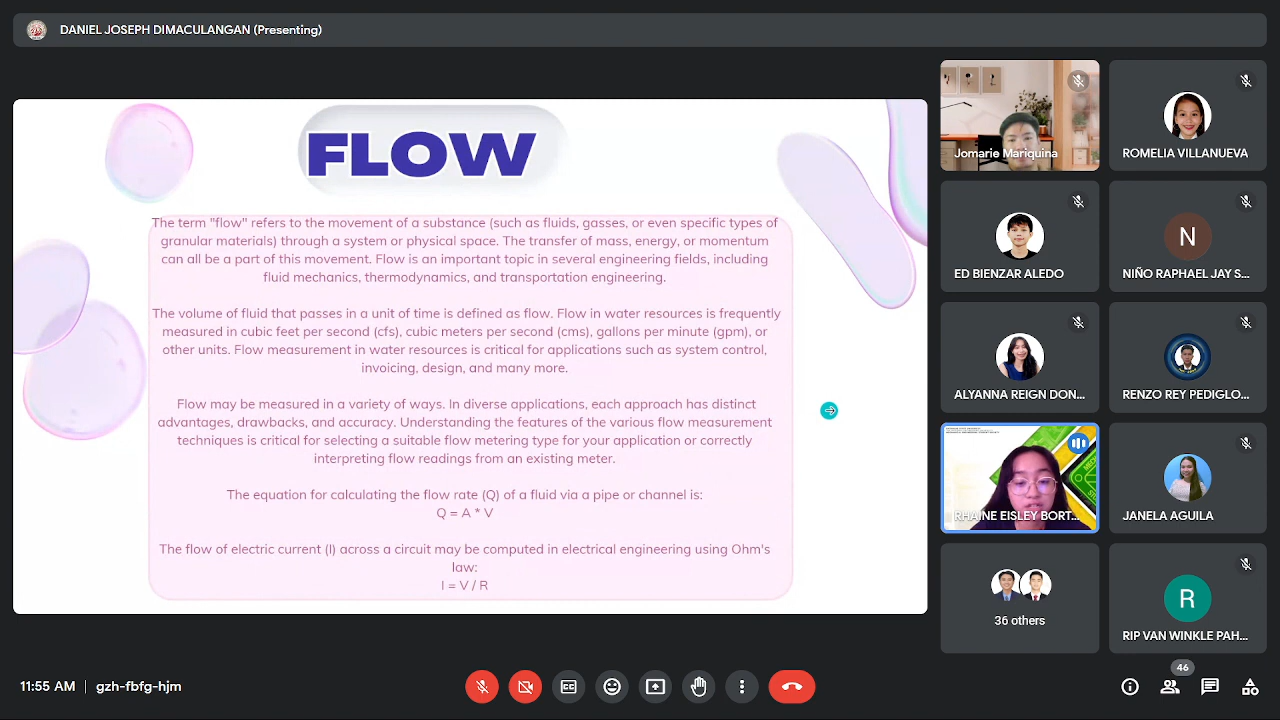 DANIEL JOSEPH DIMACULANGAN (Presenting)
FLOW
The term "flow" refers to the movement of a substance (such as fluids, gasses, or even specific types of
granular materials) through a system or physical space. The transfer of mass, energy, or momentum
can all be a part of this movement. Flow is an important topic in several engineering fields, including
fluid mechanics, thermodynamics, and transportation engineering.
The volume of fluid that passes in a unit of time is defined as flow. Flow in water resources is frequently
measured in cubic feet per second (cfs), cubic meters per second (cms), gallons per minute (gpm), or
other units. Flow measurement in water resources is critical for applications such as system control,
invoicing, design, and many more.
Flow may be measured in a variety of ways. In diverse applications, each approach has distinct
advantages, drawbacks, and accuracy. Understanding the features of the various flow measurement
techniques is critical for selecting a suitable flow metering type for your application or correctly
interpreting flow readings from an existing meter.
The equation for calculating the flow rate (Q) of a fluid via a pipe or channel is:
Q = A * V
The flow of electric current (I) across a circuit may be computed in electrical engineering using Ohm's
law:
I = V / R
Jomarie Mariquina
ROMELIA VILLANUEVA
ED BIENZAR ALEDO
N
NIÑO RAPHAEL JAY S...
ALYANNA REIGN DON...
RENZO REY PEDIGLO...
RHAINE EISLEY BORT...
JANELA AGUILA
36 others
R
RIP VAN WINKLE PAH...
11:55 AM | gzh-fbfg-hjm
46